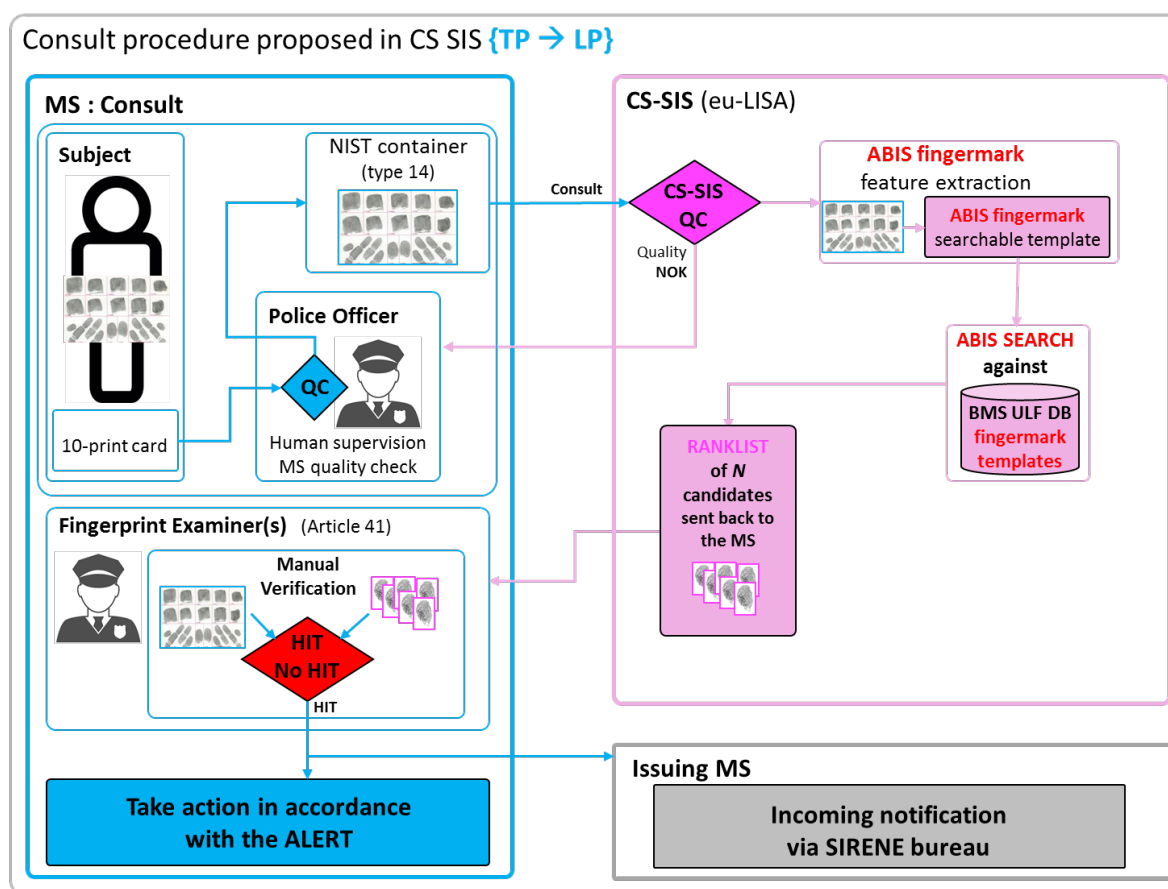 Consult procedure proposed in CS SIS {TP → LP}
MS : Consult
Subject
10-print card
NIST container
(type 14)
Police Officer
QC
Human supervision
MS quality check
Consult
CS-SIS (eu-LISA)
CS-SIS
QC
Quality
NOK
ABIS fingermark
feature extraction
ABIS fingermark
searchable template
ABIS SEARCH
against
BMS ULF DB
fingermark
templates
RANKLIST
of N
candidates
sent back to
the MS
Fingerprint Examiner(s) (Article 41)
Manual
Verification
HIT
No HIT
HIT
Take action in accordance
with the ALERT
Issuing MS
Incoming notification
via SIRENE bureau